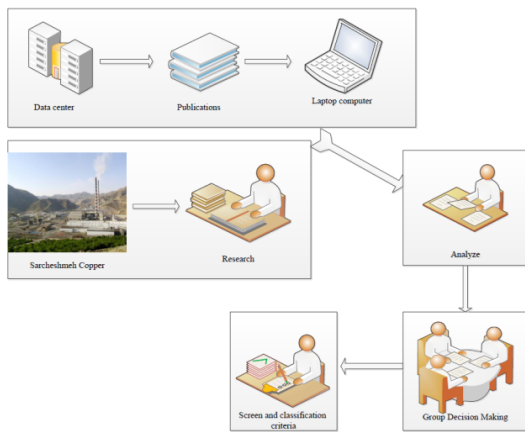 Data center
Publications
Laptop computer
Sarcheshmeh Copper
Research
Analyze
Group Decision Making
Screen and classification
criteria